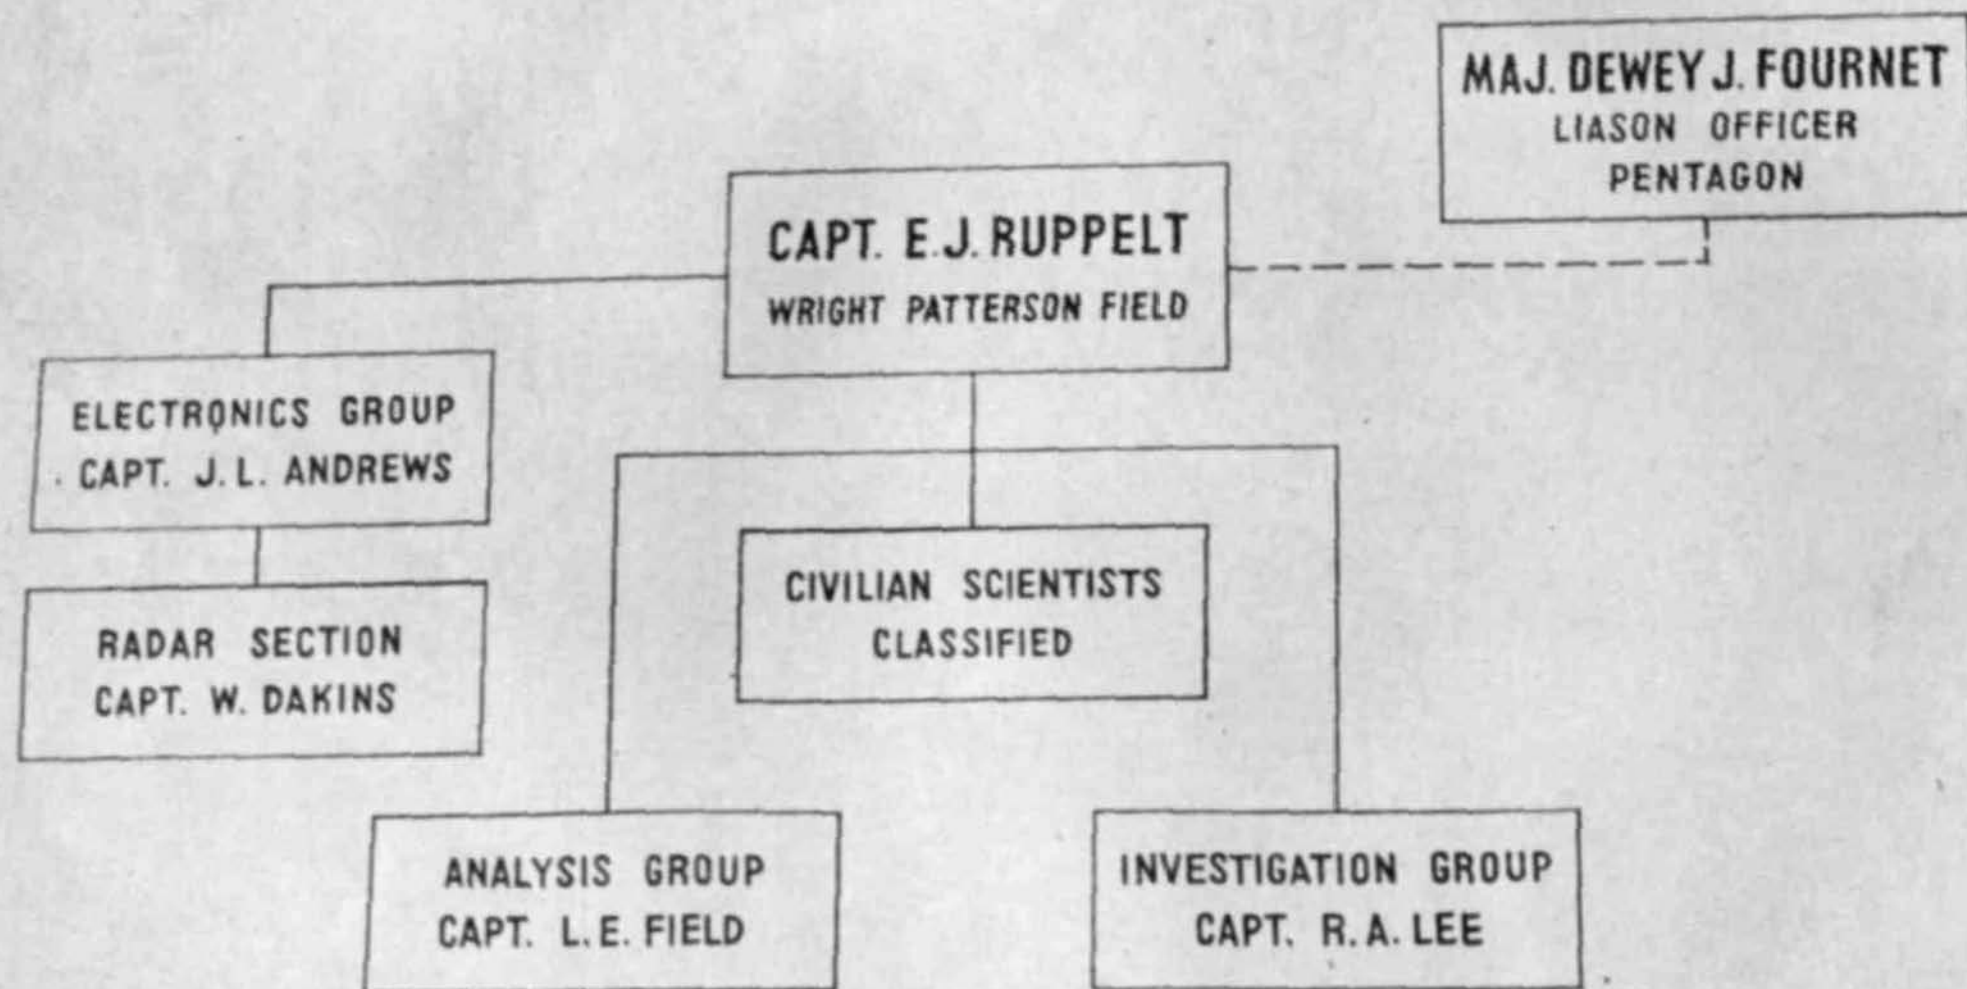 MAJ. DEWEY J. FOURNET
LIASON OFFICER
PENTAGON
CAPT. E.J. RUPPELT
WRIGHT PATTERSON FIELD
ELECTRONICS GROUP
CAPT. J.L. ANDREWS
RADAR SECTION
CAPT. W. DAKINS
CIVILIAN SCIENTISTS
CLASSIFIED
ANALYSIS GROUP
CAPT. L.E. FIELD
INVESTIGATION GROUP
CAPT. R.A. LEE